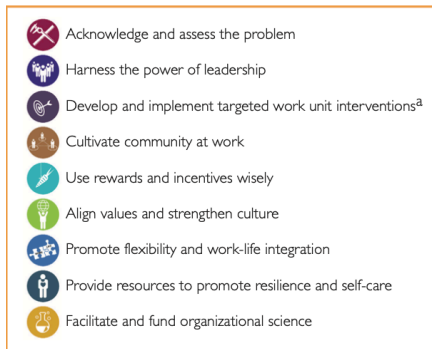 Acknowledge and assess the problem
Harness the power of leadership
Develop and implement targeted work unit interventionsª
Cultivate community at work
Use rewards and incentives wisely
Align values and strengthen culture
Promote flexibility and work-life integration
Provide resources to promote resilience and self-care
Facilitate and fund organizational science